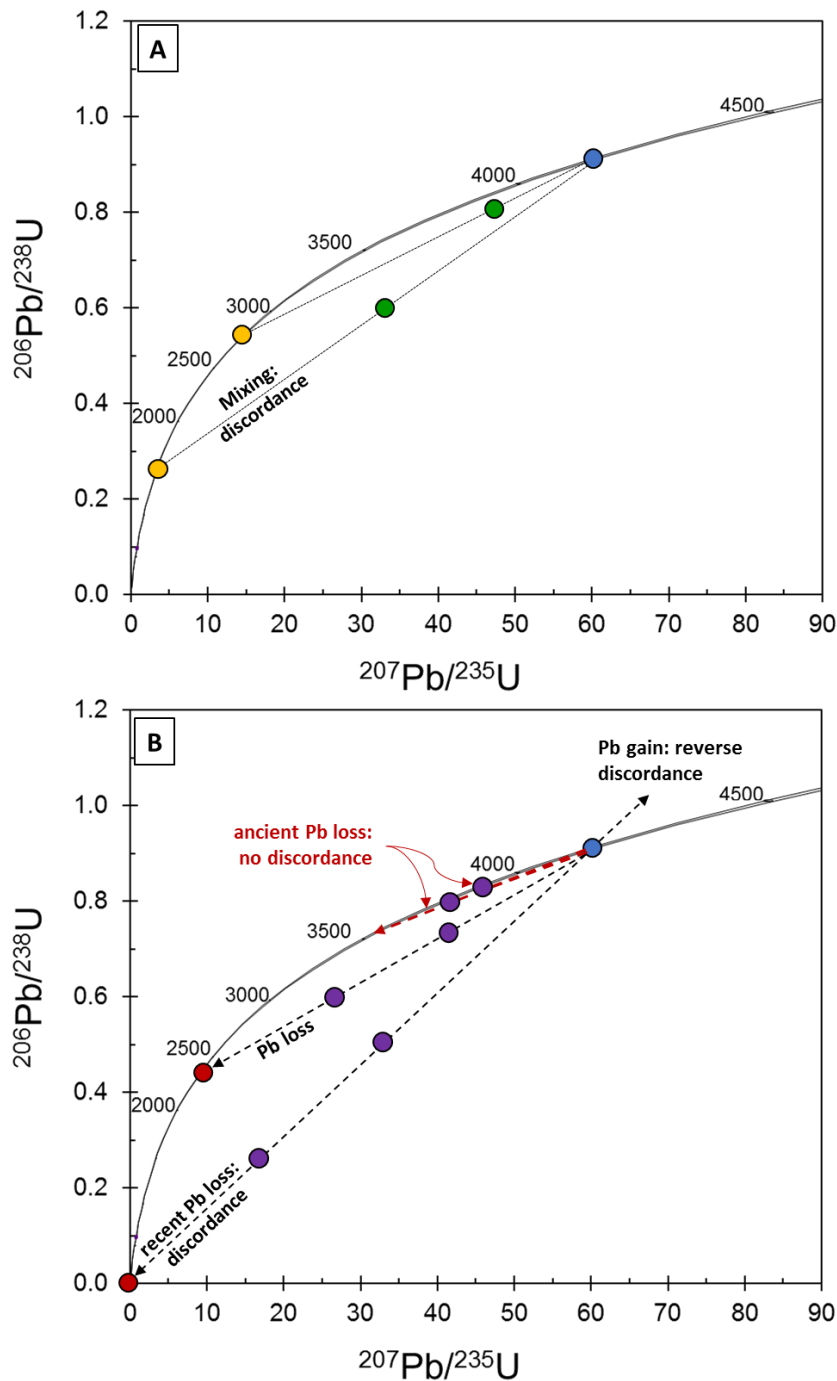 A
1.2
1.0
0.8
0.6
0.4
0.2
0.0
206Pb/238U
4500
4000
3500
3000
2500
2000
Mixing:
discordance
0 10 20 30 40 50 60 70 80 90
207Pb/235U
B
1.2
1.0
0.8
0.6
0.4
0.2
0.0
206Pb/238U
Pb gain: reverse
discordance
4500
ancient Pb loss:
no discordance
4000
3500
3000
Pb loss
2500
2000
recent Pb loss:
discordance
0 10 20 30 40 50 60 70 80 90
207Pb/235U